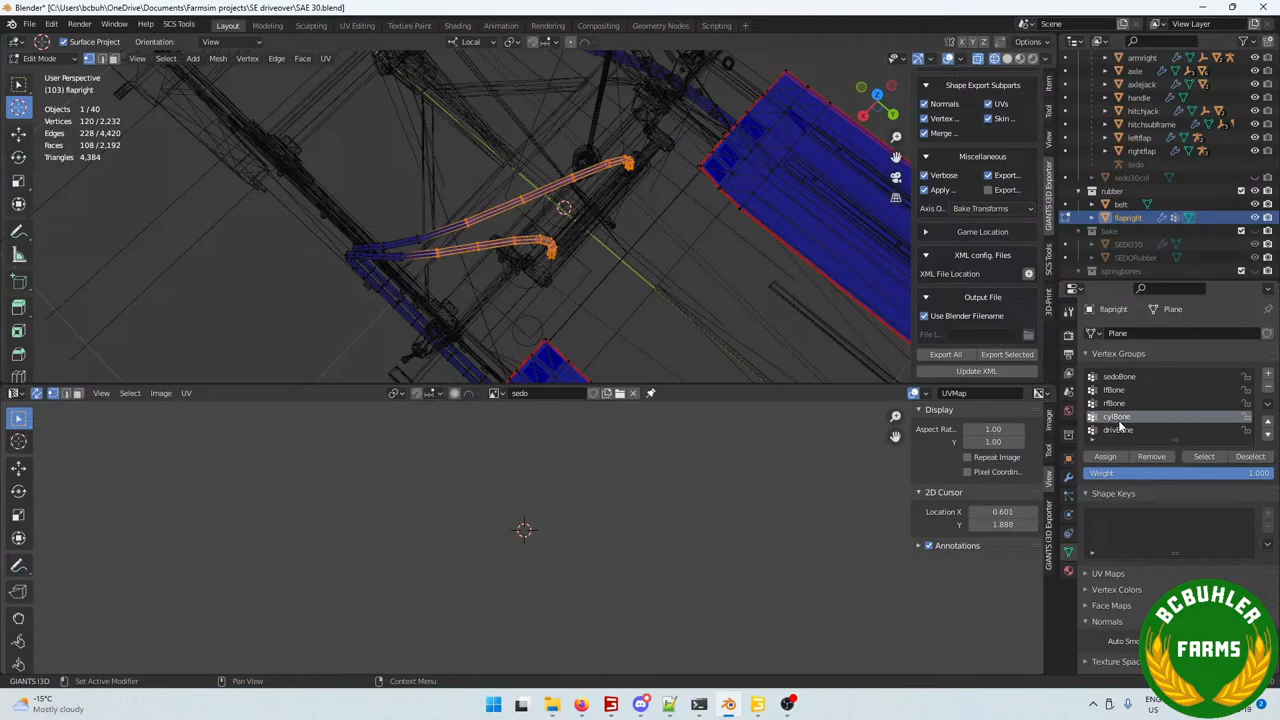 Blender* [C:\Users\bcbuh\OneDrive\Documents\Farmsim projects\SE driveover\SAE 30.blend]
File Edit Render Window Help SCS Tools Layout Modeling Sculpting UV Editing Texture Paint Shading Animation Rendering Compositing Geometry Nodes Scripting + Scene View Layer
Surface Project Orientation: View Local X Y Z Options
Edit Mode View Select Add Mesh Vertex Edge Face UV
User Perspective
(103) flapright
Objects 1 / 40
Vertices 120 / 2,232
Edges 228 / 4,420
Faces 108 / 2,192
Triangles 4,384
Z
X
Y
Shape Export Subparts
Normals UVs
Vertex ... Skin ...
Merge ...
Miscellaneous
Verbose Export...
Apply ... Export...
Axis O... Bake Transforms
Game Location
XML config. Files
XML File Location
Output File
Use Blender Filename
File L...
Export All Export Selected
Update XML
Item
Tool
View
GIANTS I3D Exporter
SCS Tools
3D-Print
armright
axle
axlejack
handle
hitchjack
hitchsubframe
leftflap
rightflap
sedo
sedo30col
rubber
belt
flapright
bake
SEDO30
SEDORubber
springbones
flapright Plane
Plane
Vertex Groups
sedoBone
lfBone
rfBone
cylBone
Assign Remove Select Deselect
Weight 1.000
Shape Keys
UV Maps
Vertex Colors
Face Maps
Normals
View Select Image UV sedo UVMap
Display
Aspect Rat... 1.00
Y 1.00
Repeat Image
Pixel Coordin...
2D Cursor
Location X 0.601
Y 1.888
Annotations
Image
Tool
View
GIANTS I3D Exporter
GIANTS I3D Set Active Modifier Pan View Context Menu
BCBUHLER
FARMS
-15°C
Mostly cloudy
ENG